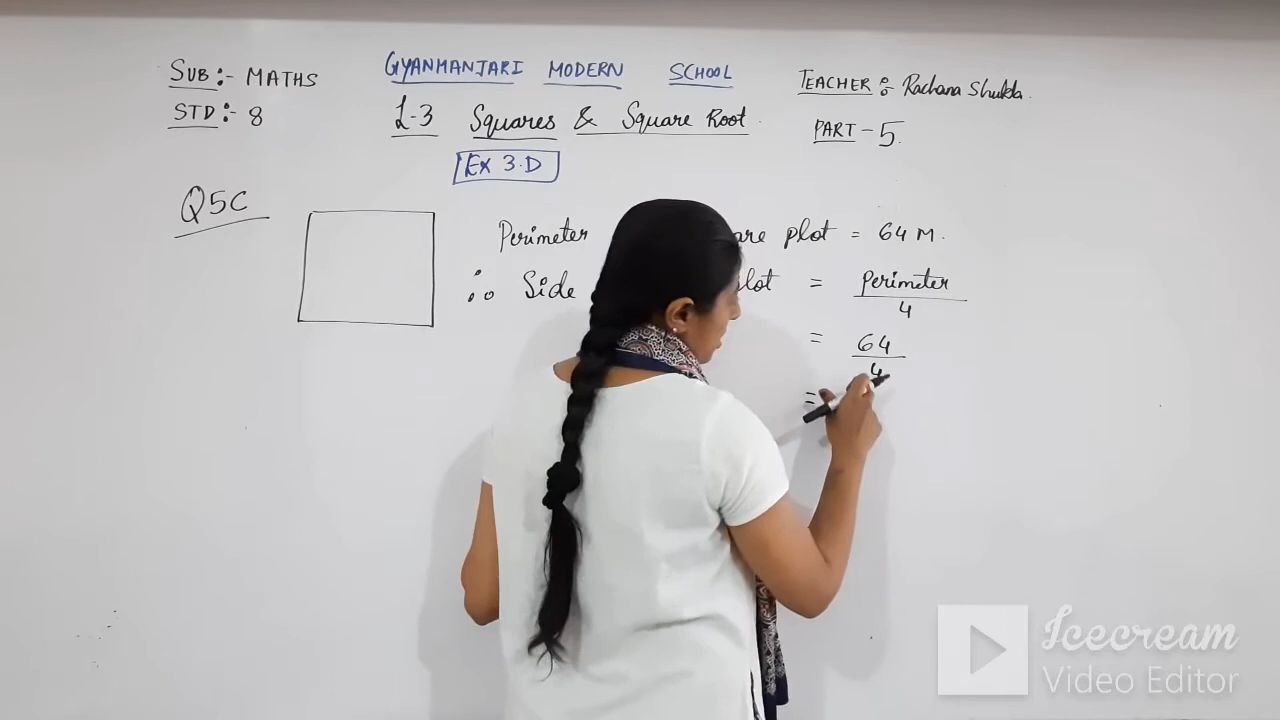 SUB:- MATHS
GYANMANJARI MODERN SCHOOL
TEACHER:- Rachana Shukla.
STD:- 8
L-3 Squares & Square Root.
PART-5.
Ex 3.D
Q5C
Perimeter are plot = 64 M.
∴ Side lot = perimeter / 4
= 64 / 4
=
Icecream
Video Editor